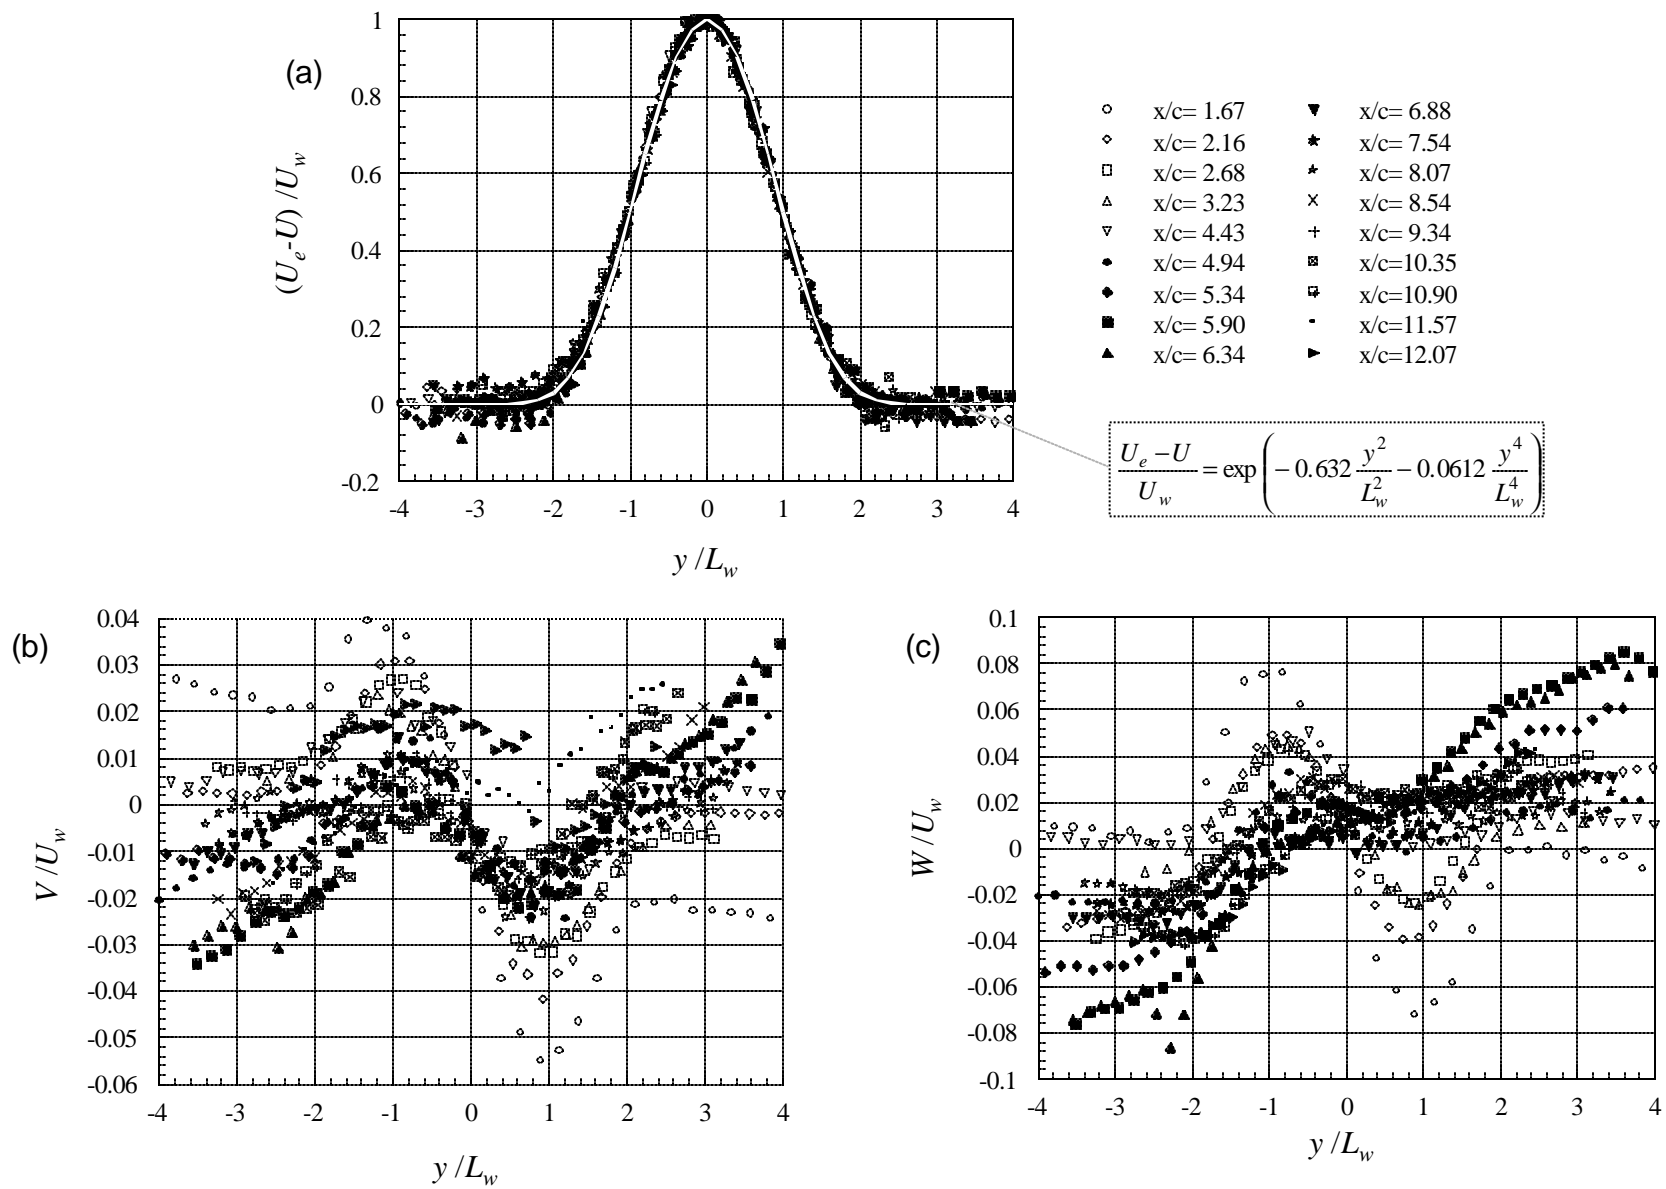 (a)
1
0.8
0.6
0.4
0.2
0
-0.2
(U_e-U) /U_w
-4 -3 -2 -1 0 1 2 3 4
y /L_w
x/c= 1.67 x/c= 6.88
x/c= 2.16 x/c= 7.54
x/c= 2.68 x/c= 8.07
x/c= 3.23 x/c= 8.54
x/c= 4.43 x/c= 9.34
x/c= 4.94 x/c=10.35
x/c= 5.34 x/c=10.90
x/c= 5.90 x/c=11.57
x/c= 6.34 x/c=12.07
U_e − U / U_w = exp ( − 0.632 y^2 / L_w^2 − 0.0612 y^4 / L_w^4 )
(b)
0.04
0.03
0.02
0.01
0
-0.01
-0.02
-0.03
-0.04
-0.05
-0.06
V /U_w
-4 -3 -2 -1 0 1 2 3 4
y /L_w
(c)
0.1
0.08
0.06
0.04
0.02
0
-0.02
-0.04
-0.06
-0.08
-0.1
W /U_w
-4 -3 -2 -1 0 1 2 3 4
y /L_w